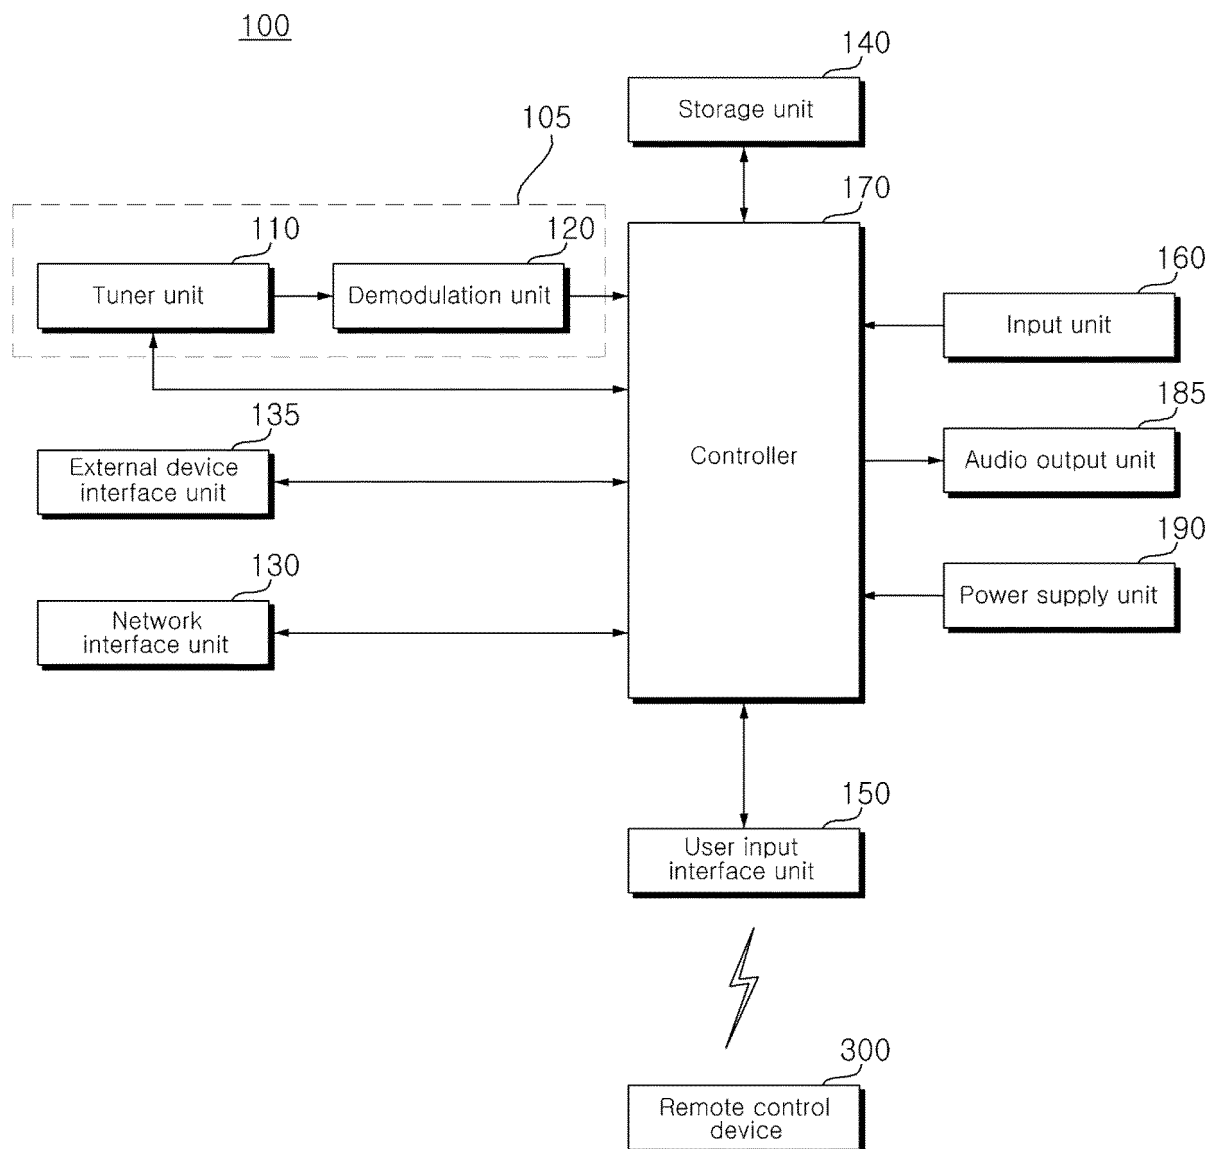 100
140
Storage unit
105
170
110
120
160
Tuner unit
Demodulation unit
Input unit
185
135
Controller
Audio output unit
External device
interface unit
190
130
Power supply unit
Network
interface unit
150
User input
interface unit
300
Remote control
device